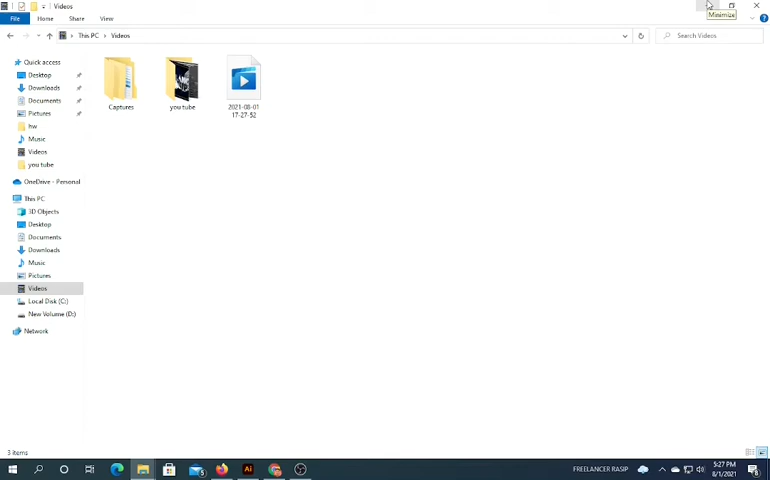 Videos
Minimize
File Home Share View
This PC > Videos
Search Videos
Quick access
Desktop
Downloads
Documents
Pictures
hw
Music
Videos
you tube
OneDrive - Personal
This PC
3D Objects
Desktop
Documents
Downloads
Music
Pictures
Videos
Local Disk (C:)
New Volume (D:)
Network
Captures
you tube
2021-08-01
17-27-52
3 items
Ai
5
FREELANCER RASIP
5:27 PM
8/1/2021
8